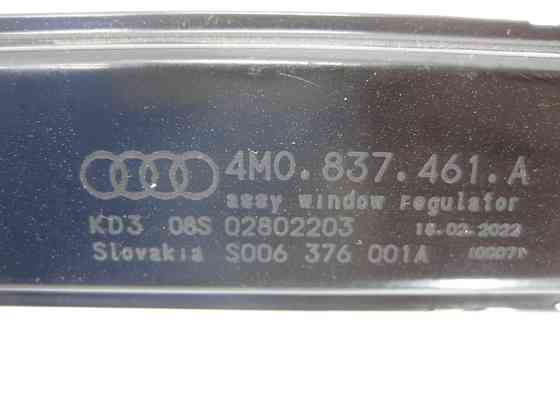 4M0.837.461.A
assy window regulator
KD3 08S 02802203 16.02.2022
Slovakia S006 376 001A